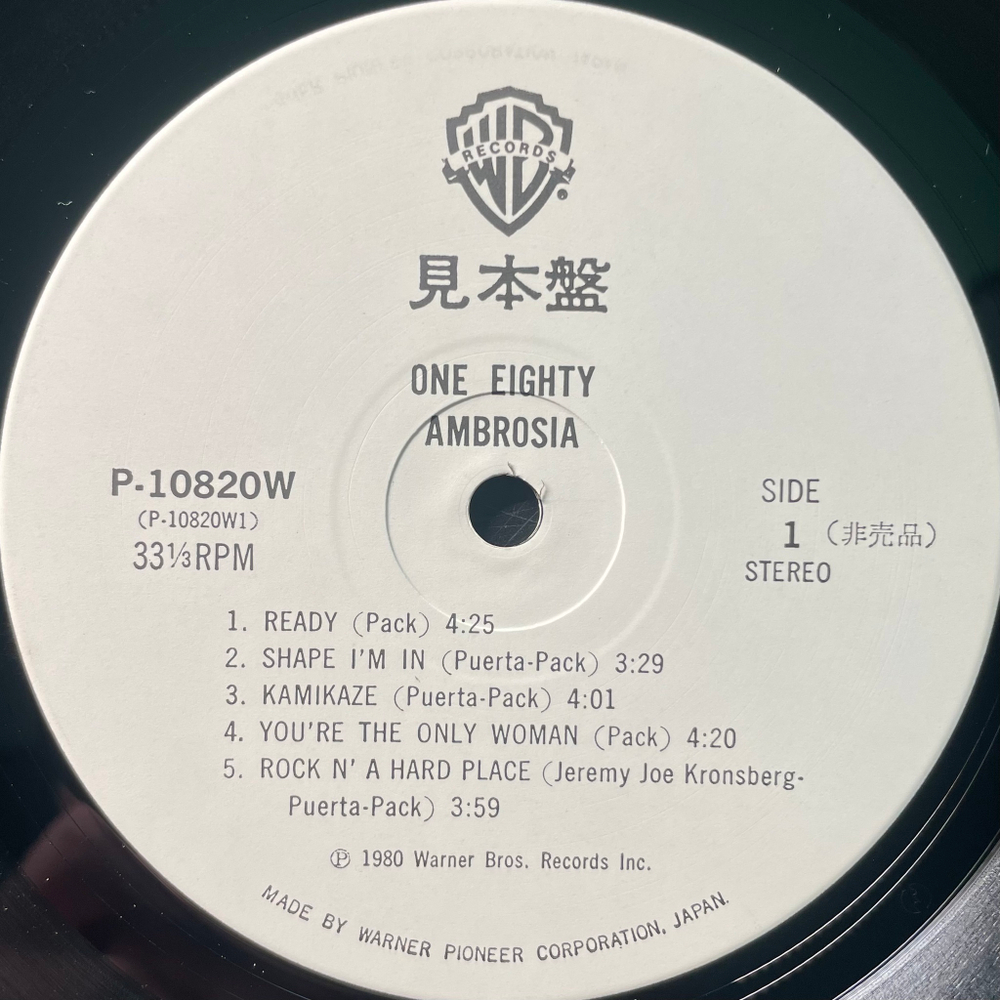 WB
RECORDS
®
見本盤
ONE EIGHTY
AMBROSIA
P-10820W
(P-10820W1)
33⅓RPM
SIDE
1 (非売品)
STEREO
1. READY (Pack) 4:25
2. SHAPE I'M IN (Puerta-Pack) 3:29
3. KAMIKAZE (Puerta-Pack) 4:01
4. YOU'RE THE ONLY WOMAN (Pack) 4:20
5. ROCK N' A HARD PLACE (Jeremy Joe Kronsberg-
Puerta-Pack) 3:59
℗ 1980 Warner Bros. Records Inc.
MADE BY WARNER PIONEER CORPORATION, JAPAN.